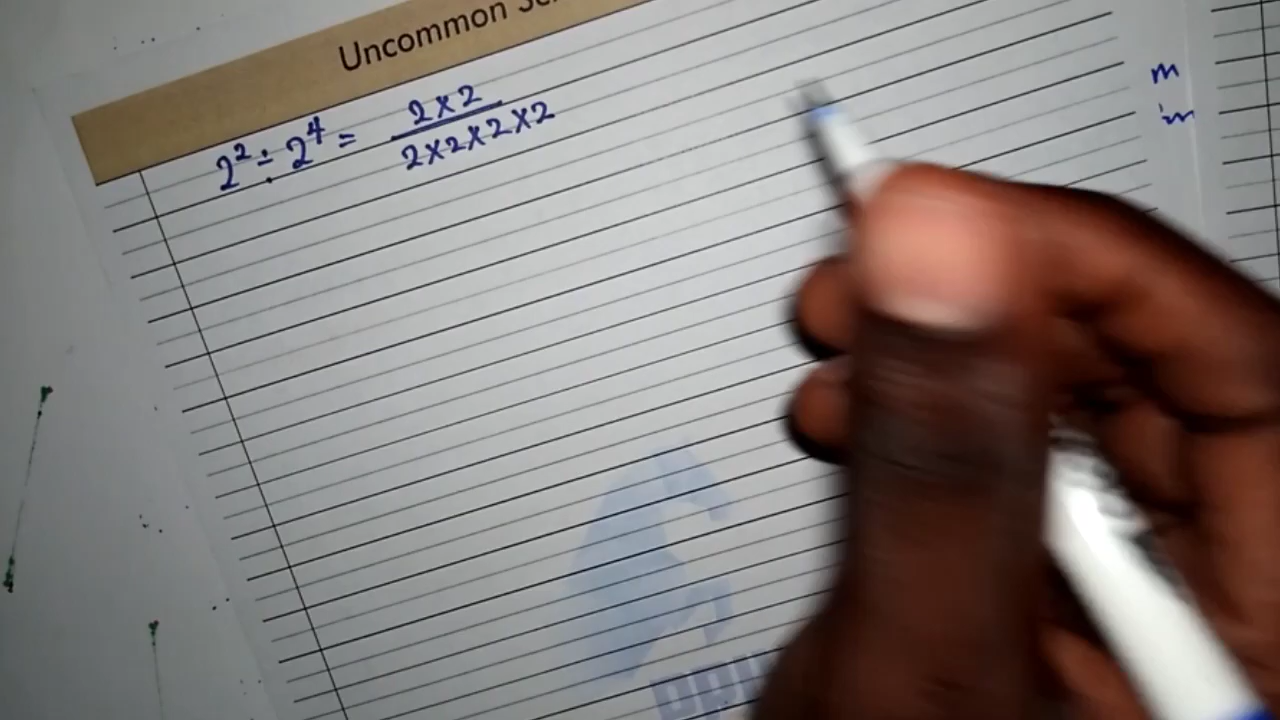 Uncommon
2² ÷ 2⁴ = 2×2 / 2×2×2×2
m
m